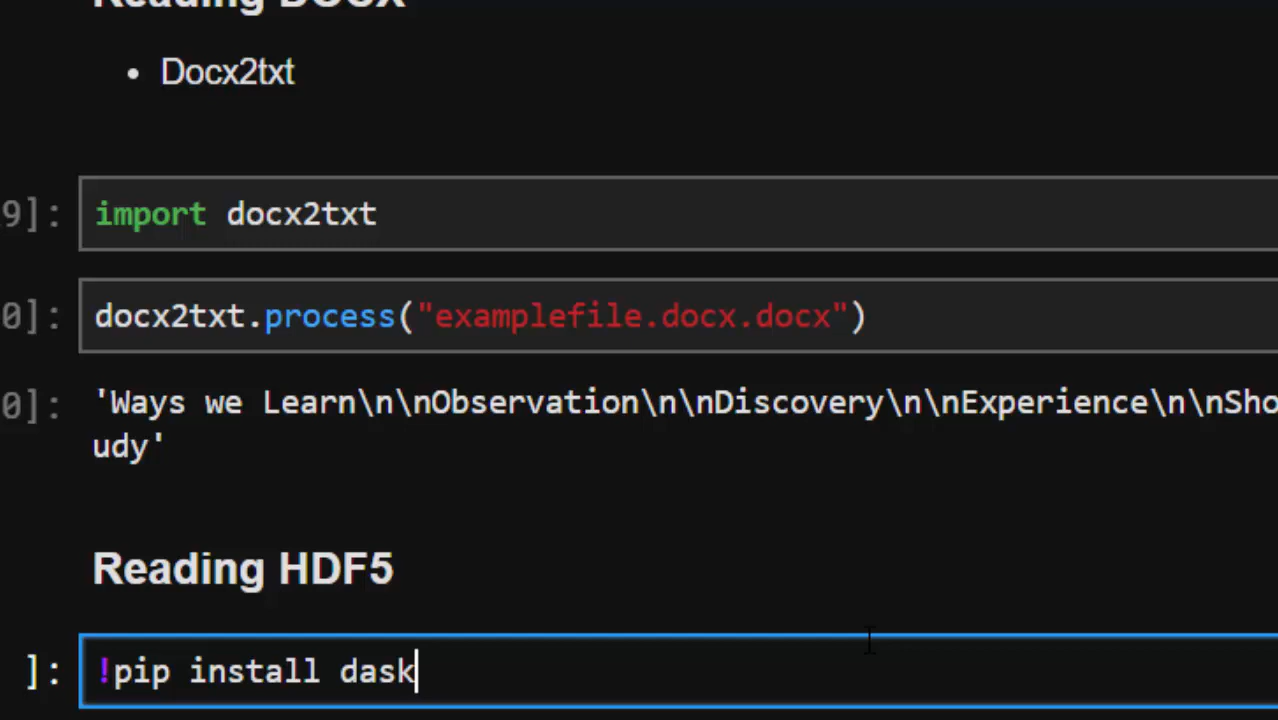 Reading DOCX
• Docx2txt
9]: import docx2txt
0]: docx2txt.process("examplefile.docx.docx")
0]: 'Ways we Learn\n\nObservation\n\nDiscovery\n\nExperience\n\nSho
udy'
Reading HDF5
]: !pip install dask